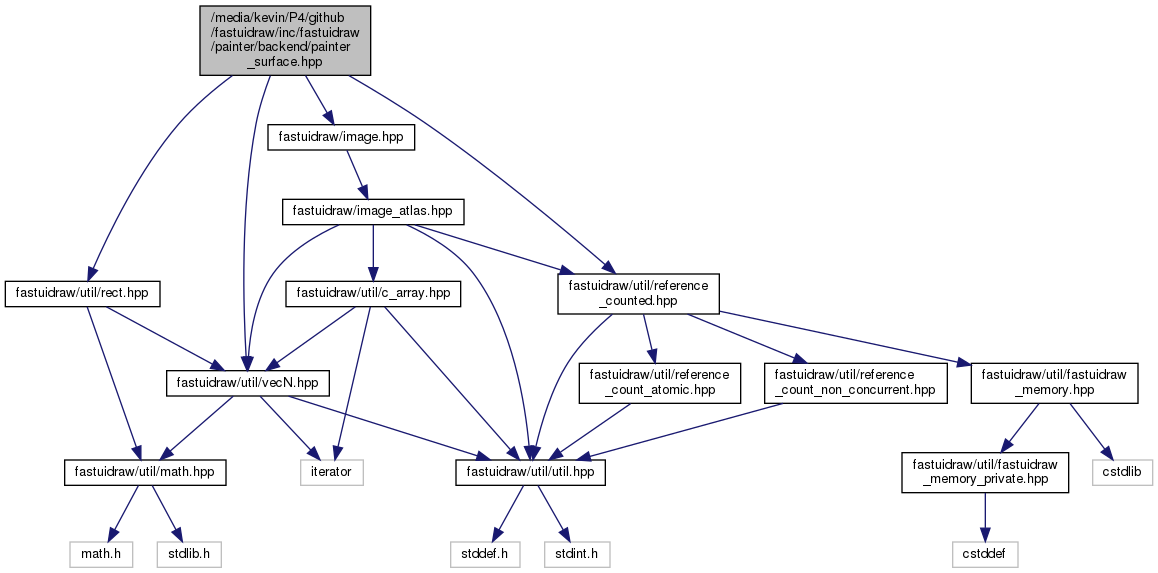 /media/kevin/P4/github
/fastuidraw/inc/fastuidraw
/painter/backend/painter
_surface.hpp
fastuidraw/image.hpp
fastuidraw/image_atlas.hpp
fastuidraw/util/rect.hpp
fastuidraw/util/c_array.hpp
fastuidraw/util/reference
_counted.hpp
fastuidraw/util/vecN.hpp
fastuidraw/util/reference
_count_atomic.hpp
fastuidraw/util/reference
_count_non_concurrent.hpp
fastuidraw/util/fastuidraw
_memory.hpp
fastuidraw/util/math.hpp
iterator
fastuidraw/util/util.hpp
fastuidraw/util/fastuidraw
_memory_private.hpp
cstdlib
math.h
stdlib.h
stddef.h
stdint.h
cstddef